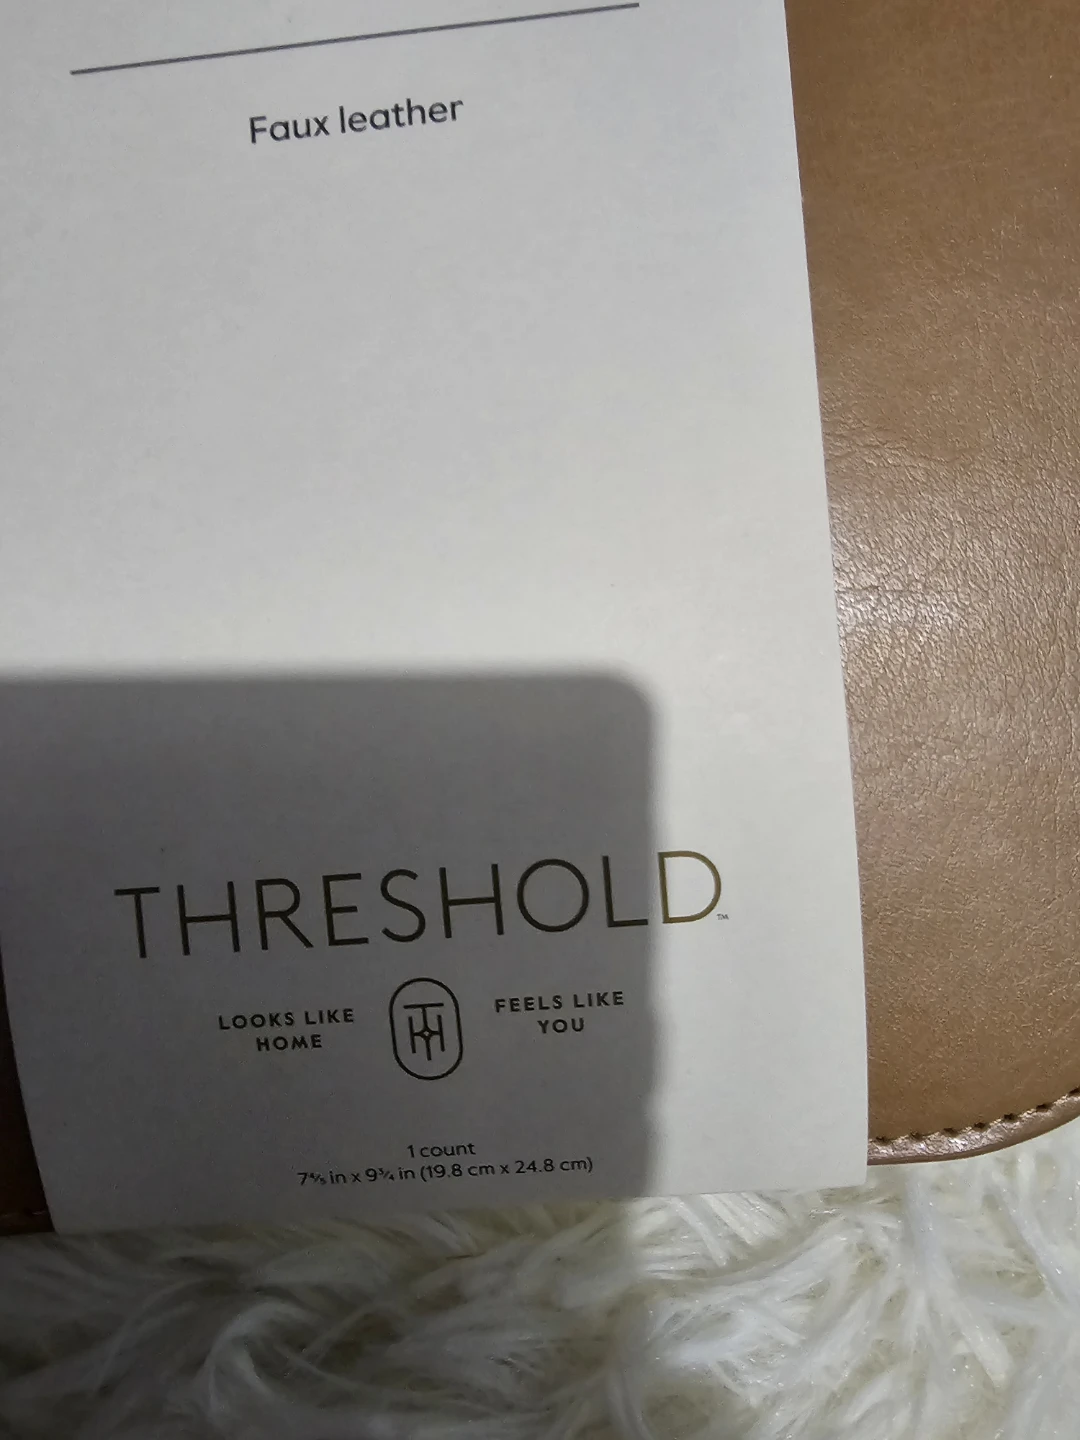 Faux leather
THRESHOLD™
LOOKS LIKE HOME
FEELS LIKE YOU
1 count
7⅘ in x 9¾ in (19.8 cm x 24.8 cm)